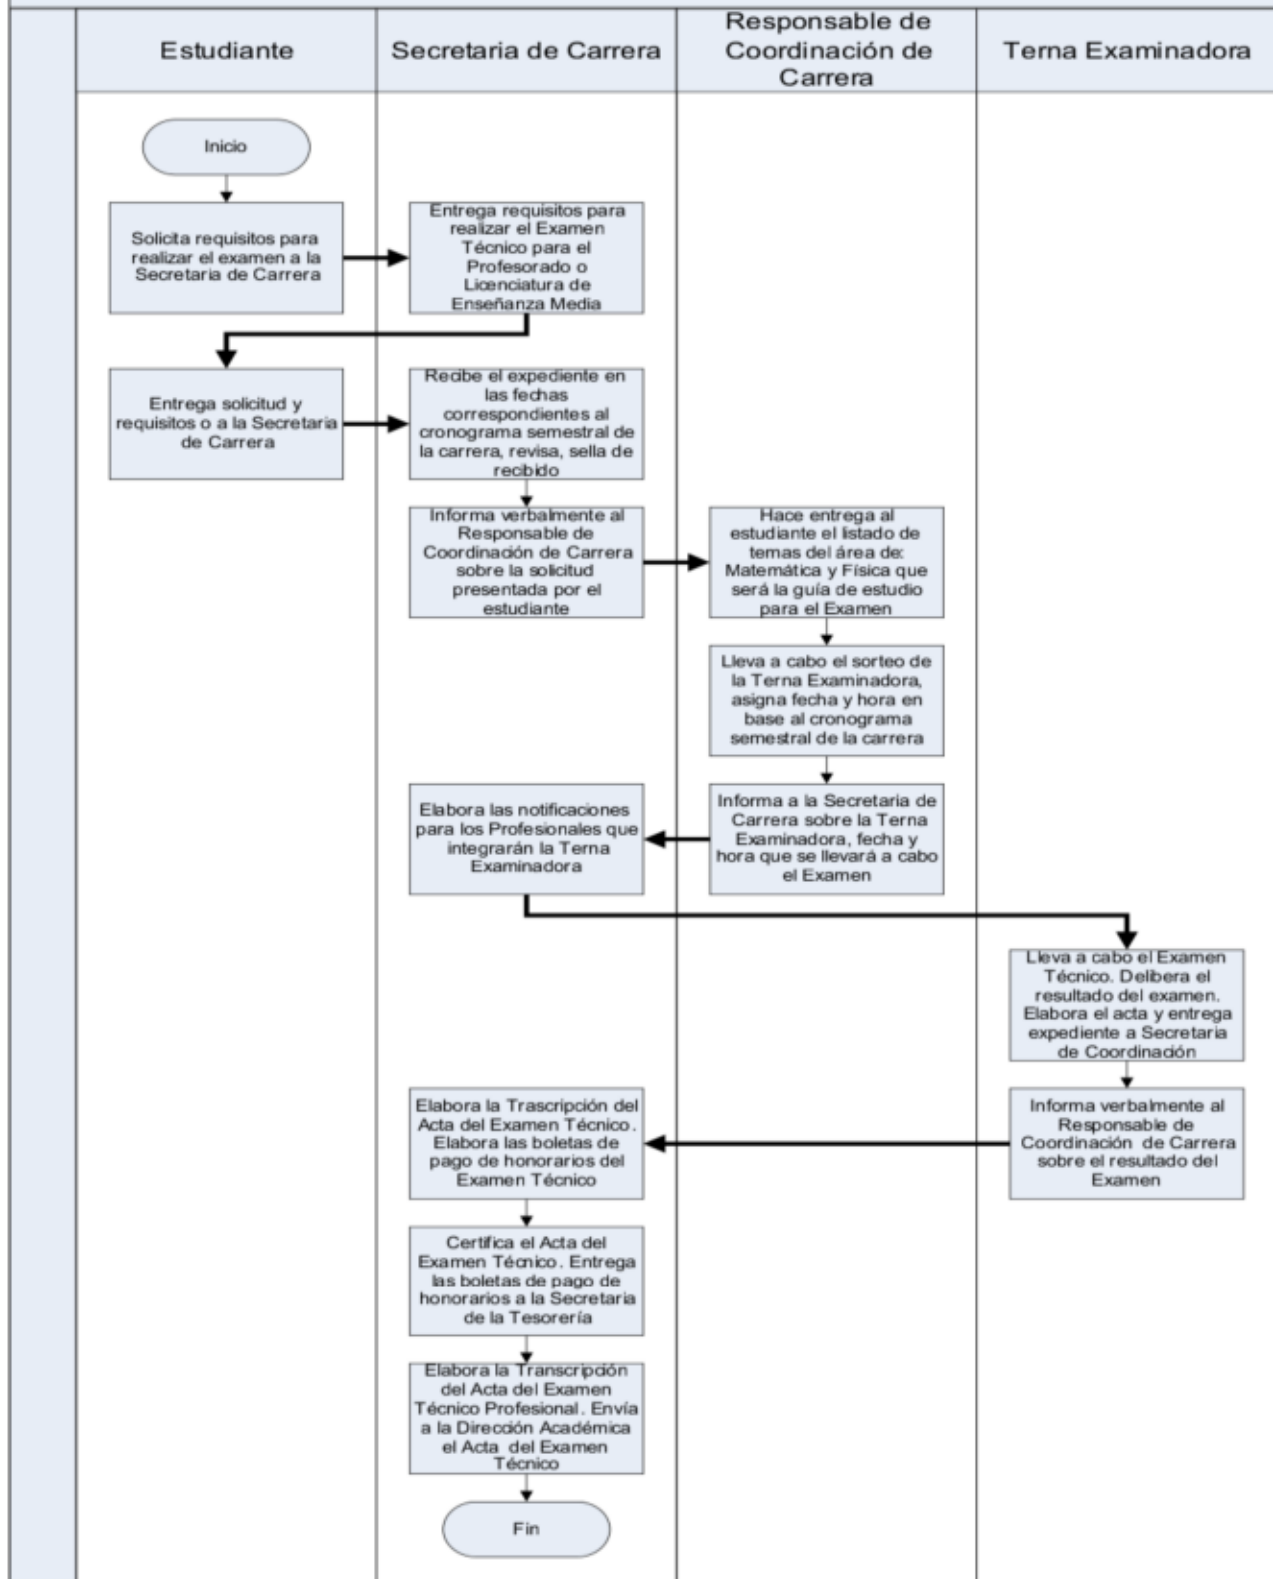 Estudiante
Secretaria de Carrera
Responsable de
Coordinación de
Carrera
Terna Examinadora
Inicio
Solicita requisitos para
realizar el examen a la
Secretaria de Carrera
Entrega requisitos para
realizar el Examen
Técnico para el
Profesorado o
Licenciatura de
Enseñanza Media
Entrega solicitud y
requisitos o a la Secretaria
de Carrera
Recibe el expediente en
las fechas
correspondientes al
cronograma semestral de
la carrera, revisa, sella de
recibido
Informa verbalmente al
Responsable de
Coordinación de Carrera
sobre la solicitud
presentada por el
estudiante
Hace entrega al
estudiante el listado de
temas del área de:
Matemática y Física que
será la guía de estudio
para el Examen
Lleva a cabo el sorteo de
la Terna Examinadora,
asigna fecha y hora en
base al cronograma
semestral de la carrera
Informa a la Secretaria de
Carrera sobre la Terna
Examinadora, fecha y
hora que se llevará a cabo
el Examen
Elabora las notificaciones
para los Profesionales que
integrarán la Terna
Examinadora
Lleva a cabo el Examen
Técnico. Delibera el
resultado del examen.
Elabora el acta y entrega
expediente a Secretaria
de Coordinación
Informa verbalmente al
Responsable de
Coordinación de Carrera
sobre el resultado del
Examen
Elabora la Trascripción del
Acta del Examen Técnico.
Elabora las boletas de
pago de honorarios del
Examen Técnico
Certifica el Acta del
Examen Técnico. Entrega
las boletas de pago de
honorarios a la Secretaria
de la Tesorería
Elabora la Transcripción
del Acta del Examen
Técnico Profesional. Envía
a la Dirección Académica
el Acta del Examen
Técnico
Fin